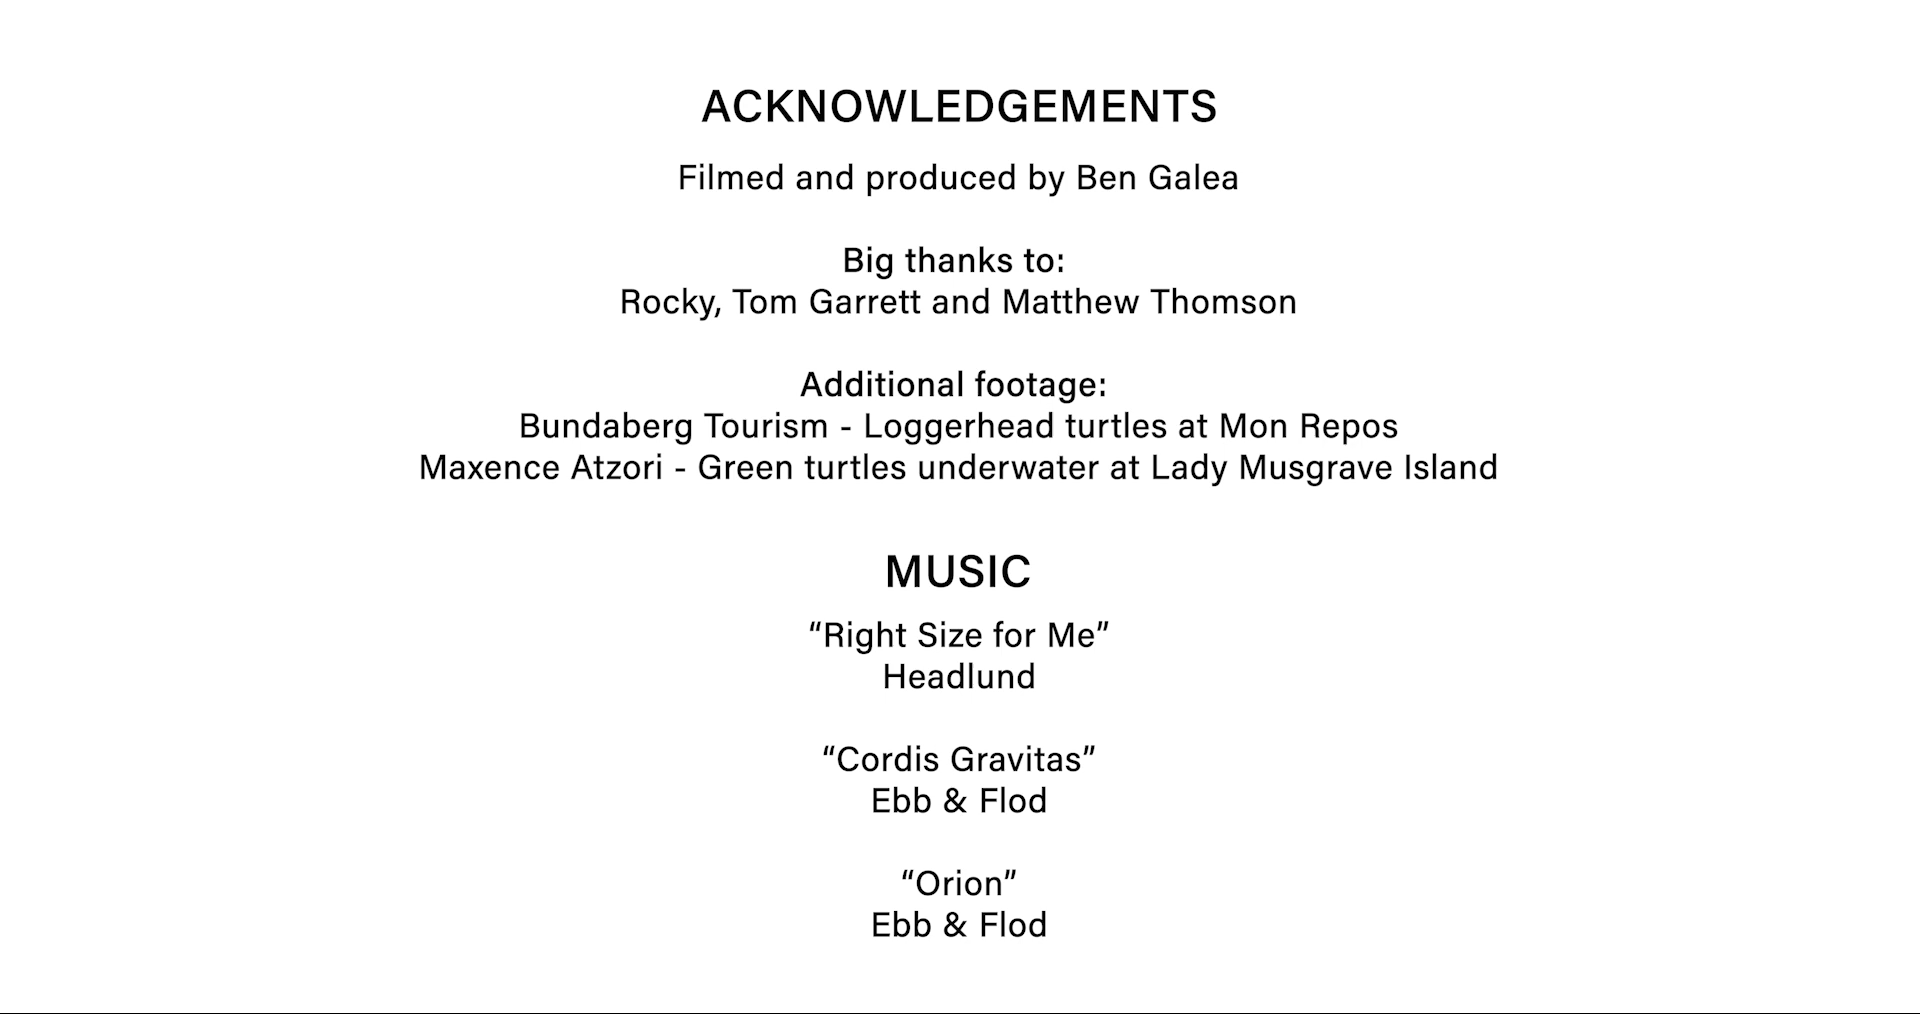 ACKNOWLEDGEMENTS
Filmed and produced by Ben Galea
Big thanks to:
Rocky, Tom Garrett and Matthew Thomson
Additional footage:
Bundaberg Tourism - Loggerhead turtles at Mon Repos
Maxence Atzori - Green turtles underwater at Lady Musgrave Island
MUSIC
“Right Size for Me”
Headlund
“Cordis Gravitas”
Ebb & Flod
“Orion”
Ebb & Flod